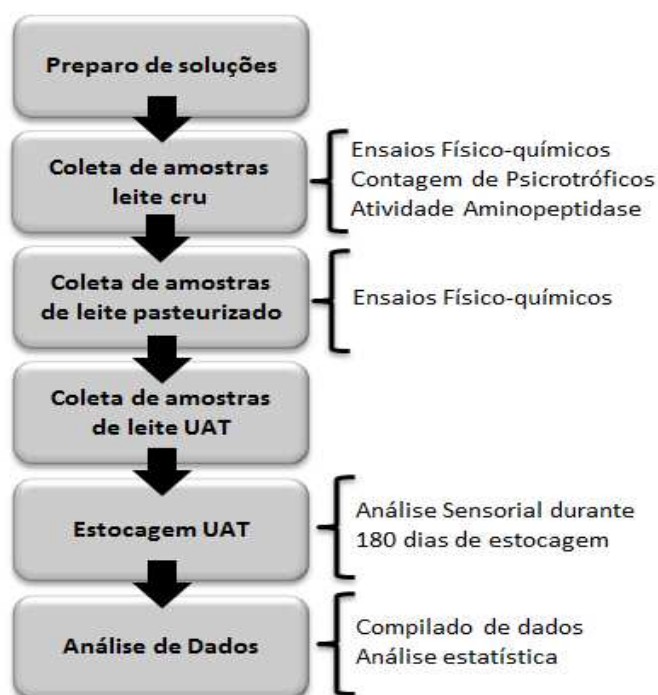 Preparo de soluções
Coleta de amostras
leite cru
Ensaios Físico-químicos
Contagem de Psicrotróficos
Atividade Aminopeptidase
Coleta de amostras
de leite pasteurizado
Ensaios Físico-químicos
Coleta de amostras
de leite UAT
Estocagem UAT
Análise Sensorial durante
180 dias de estocagem
Análise de Dados
Compilado de dados
Análise estatística